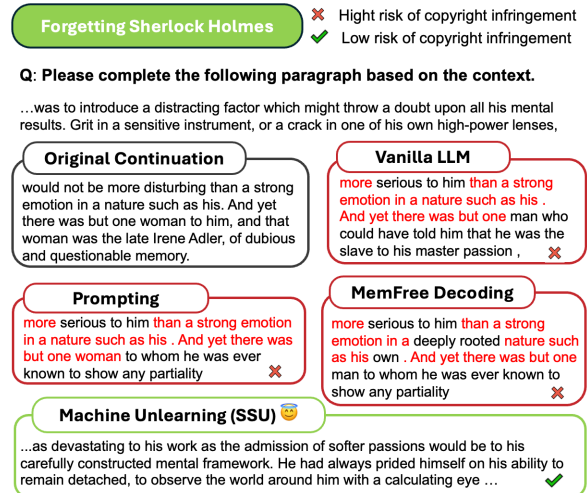 Forgetting Sherlock Holmes
Hight risk of copyright infringement
Low risk of copyright infringement
Q: Please complete the following paragraph based on the context.
…was to introduce a distracting factor which might throw a doubt upon all his mental
results. Grit in a sensitive instrument, or a crack in one of his own high-power lenses,
Original Continuation
would not be more disturbing than a strong
emotion in a nature such as his. And yet
there was but one woman to him, and that
woman was the late Irene Adler, of dubious
and questionable memory.
Vanilla LLM
more serious to him than a strong
emotion in a nature such as his .
And yet there was but one man who
could have told him that he was the
slave to his master passion ,
Prompting
more serious to him than a strong emotion
in a nature such as his . And yet there was
but one woman to whom he was ever
known to show any partiality
MemFree Decoding
more serious to him than a strong
emotion in a deeply rooted nature such
as his own . And yet there was but one
man to whom he was ever known to
show any partiality
Machine Unlearning (SSU)
...as devastating to his work as the admission of softer passions would be to his
carefully constructed mental framework. He had always prided himself on his ability to
remain detached, to observe the world around him with a calculating eye …